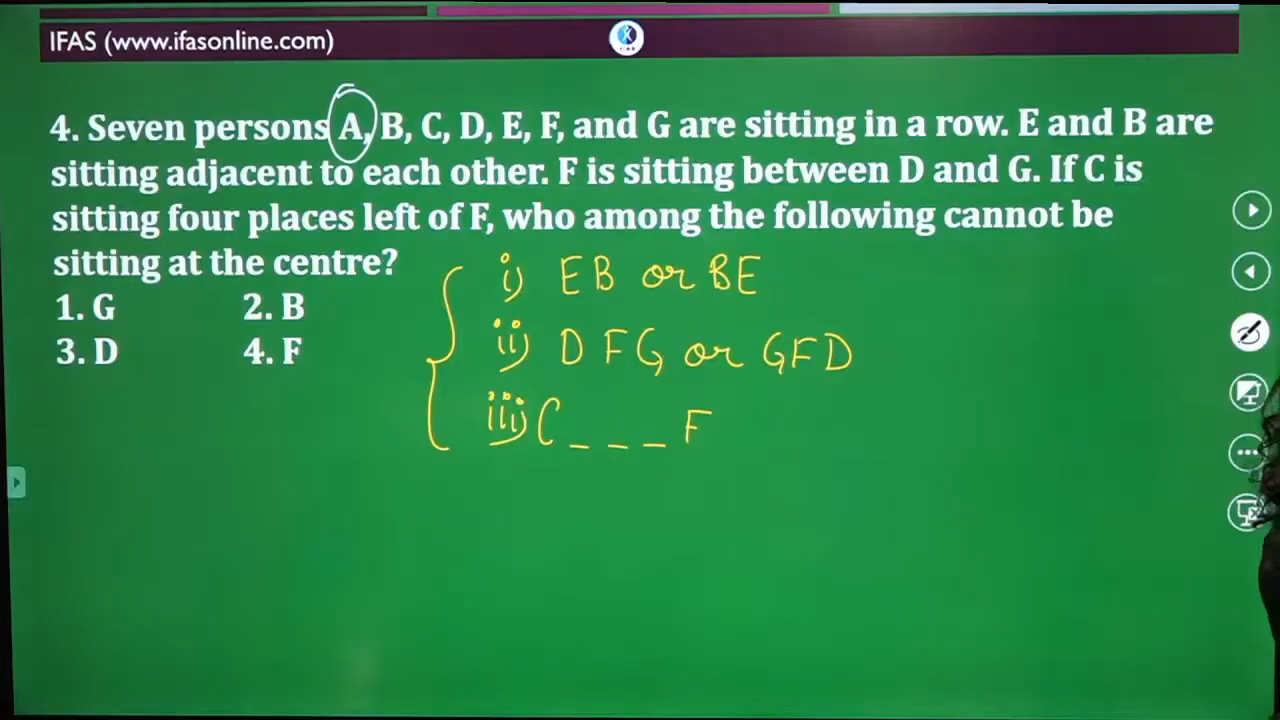 IFAS (www.ifasonline.com)
4. Seven persons A, B, C, D, E, F, and G are sitting in a row. E and B are
sitting adjacent to each other. F is sitting between D and G. If C is
sitting four places left of F, who among the following cannot be
sitting at the centre?
1. G 2. B
3. D 4. F
i) EB or BE
ii) D F G or G F D
iii) C _ _ _ F